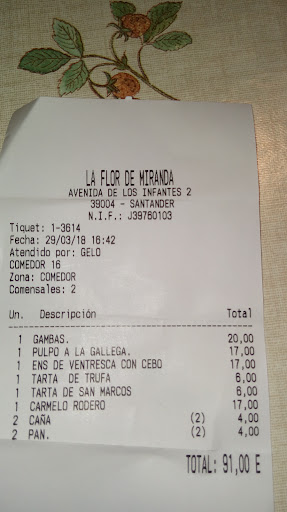 LA FLOR DE MIRANDA
AVENIDA DE LOS INFANTES 2
39004 - SANTANDER
N.I.F.: J39760103
Tiquet: 1-3614
Fecha: 29/03/18 16:42
Atendido por: GELO
COMEDOR 16
Zona: COMEDOR
Comensales: 2
Un. Descripción Total
1 GAMBAS. 20,00
1 PULPO A LA GALLEGA. 17,00
1 ENS DE VENTRESCA CON CEBO 17,00
1 TARTA DE TRUFA 6,00
1 TARTA DE SAN MARCOS 6,00
1 CARMELO RODERO 17,00
2 CAÑA (2) 4,00
2 PAN. (2) 4,00
TOTAL: 91,00 E